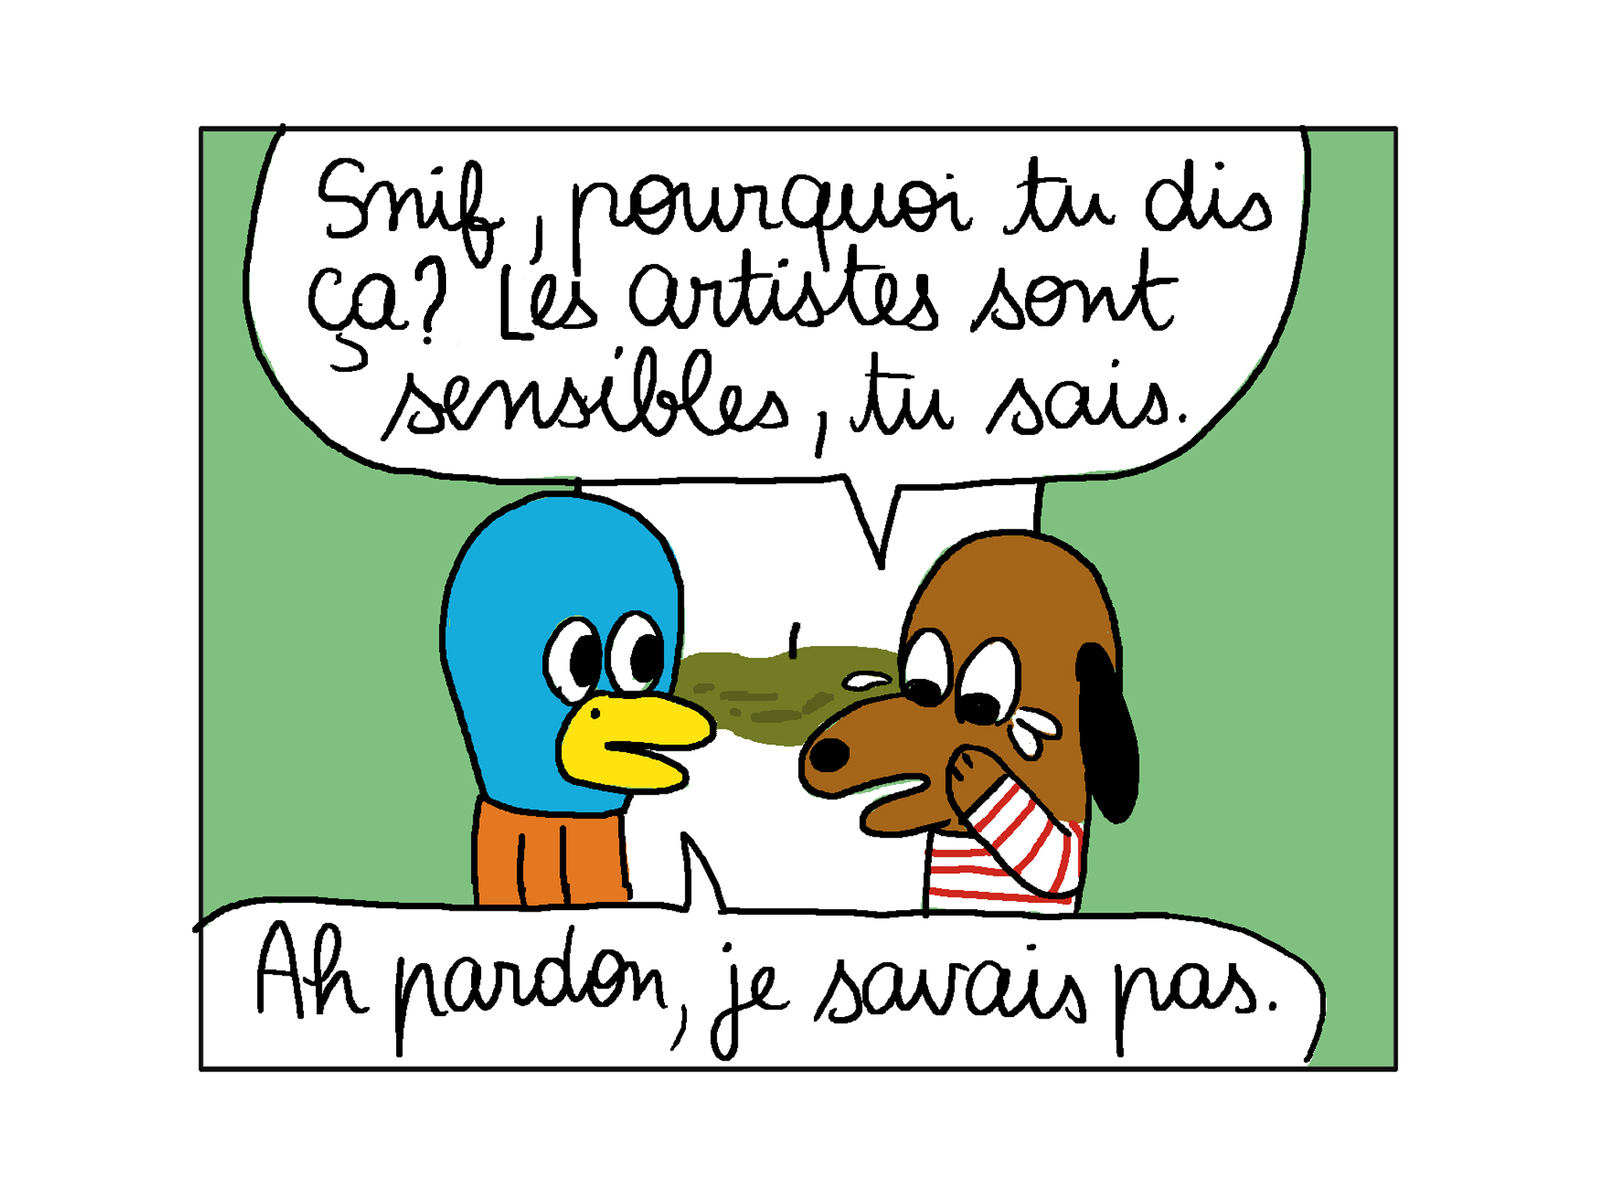 Snif, pourquoi tu dis
ça? Les artistes sont
sensibles, tu sais.
Ah pardon, je savais pas.